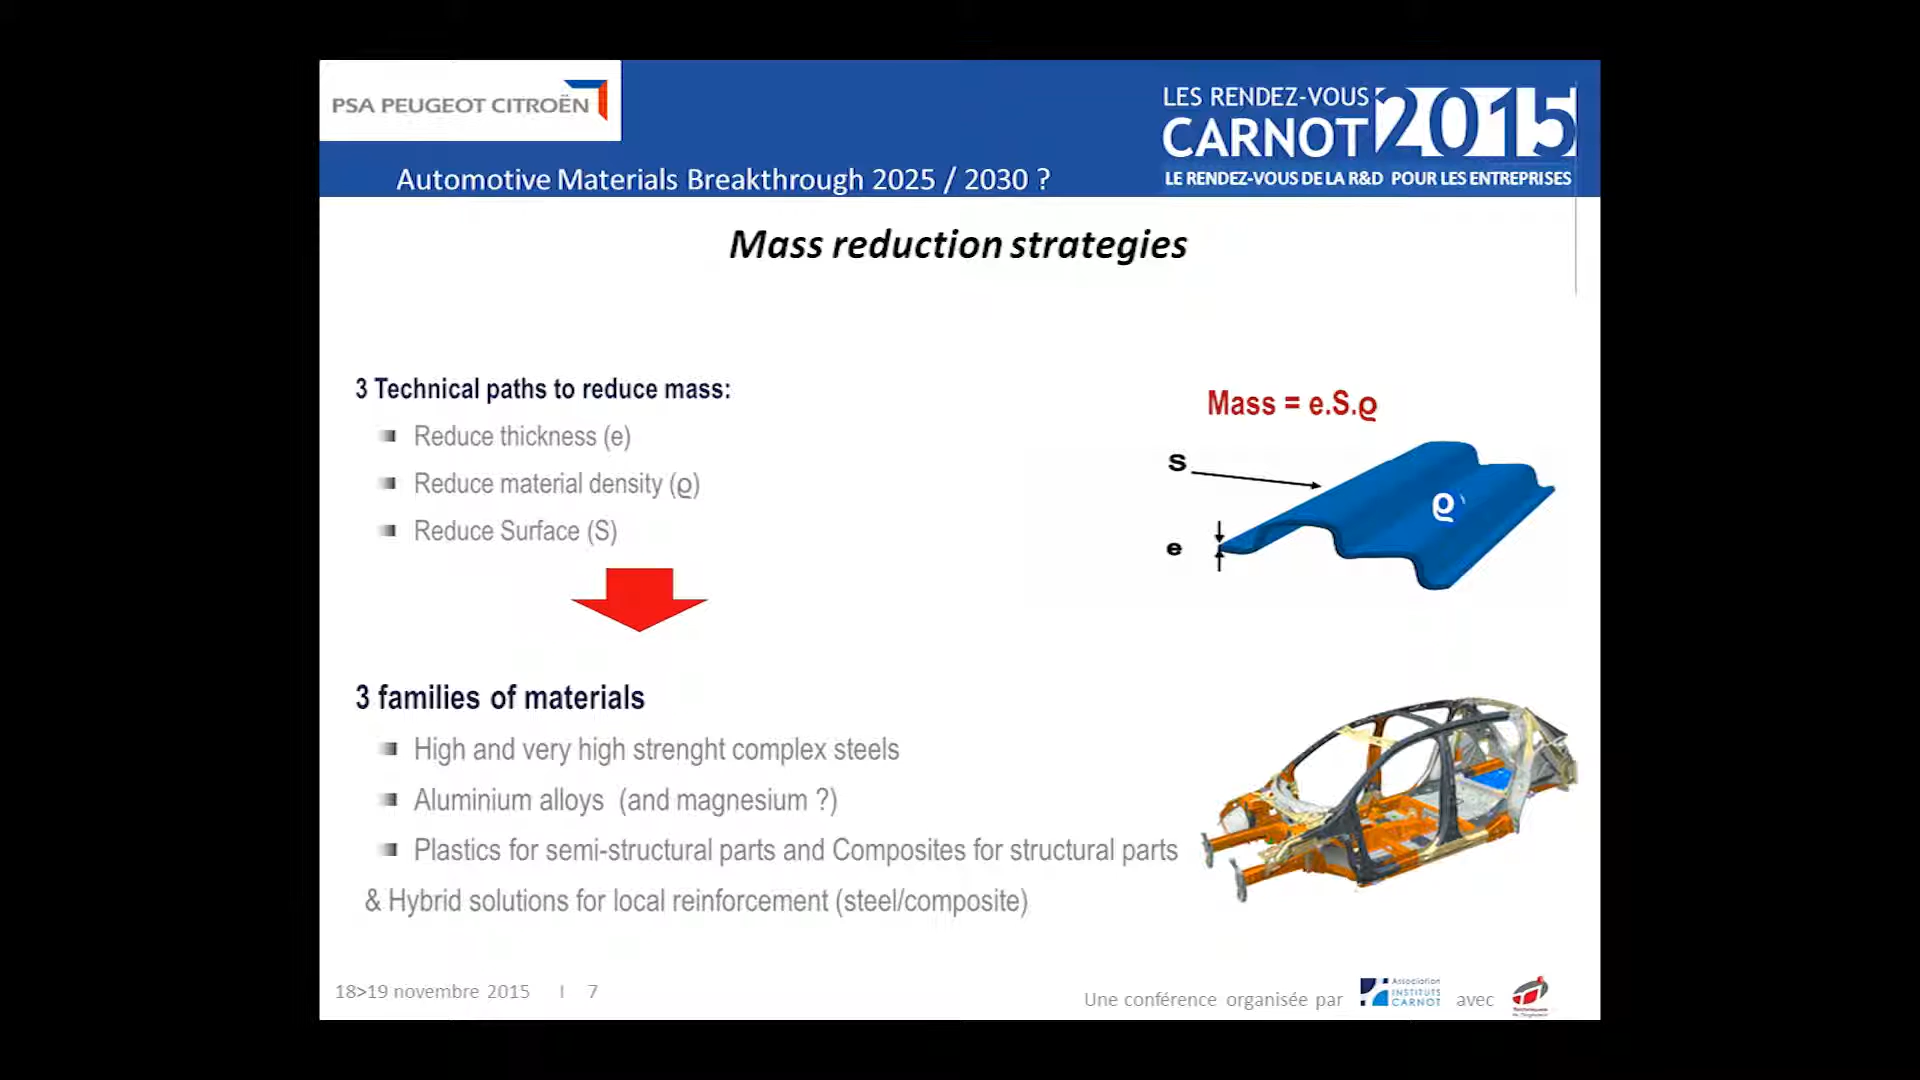 PSA PEUGEOT CITROËN
LES RENDEZ-VOUS
CARNOT 2015
LE RENDEZ-VOUS DE LA R&D POUR LES ENTREPRISES
Automotive Materials Breakthrough 2025 / 2030 ?
Mass reduction strategies
3 Technical paths to reduce mass:
Reduce thickness (e)
Reduce material density (ϱ)
Reduce Surface (S)
Mass = e.S.ϱ
S
ϱ
e
3 families of materials
High and very high strenght complex steels
Aluminium alloys (and magnesium ?)
Plastics for semi-structural parts and Composites for structural parts
& Hybrid solutions for local reinforcement (steel/composite)
18>19 novembre 2015 I 7
Une conférence organisée par
Association
INSTITUTS
CARNOT
avec